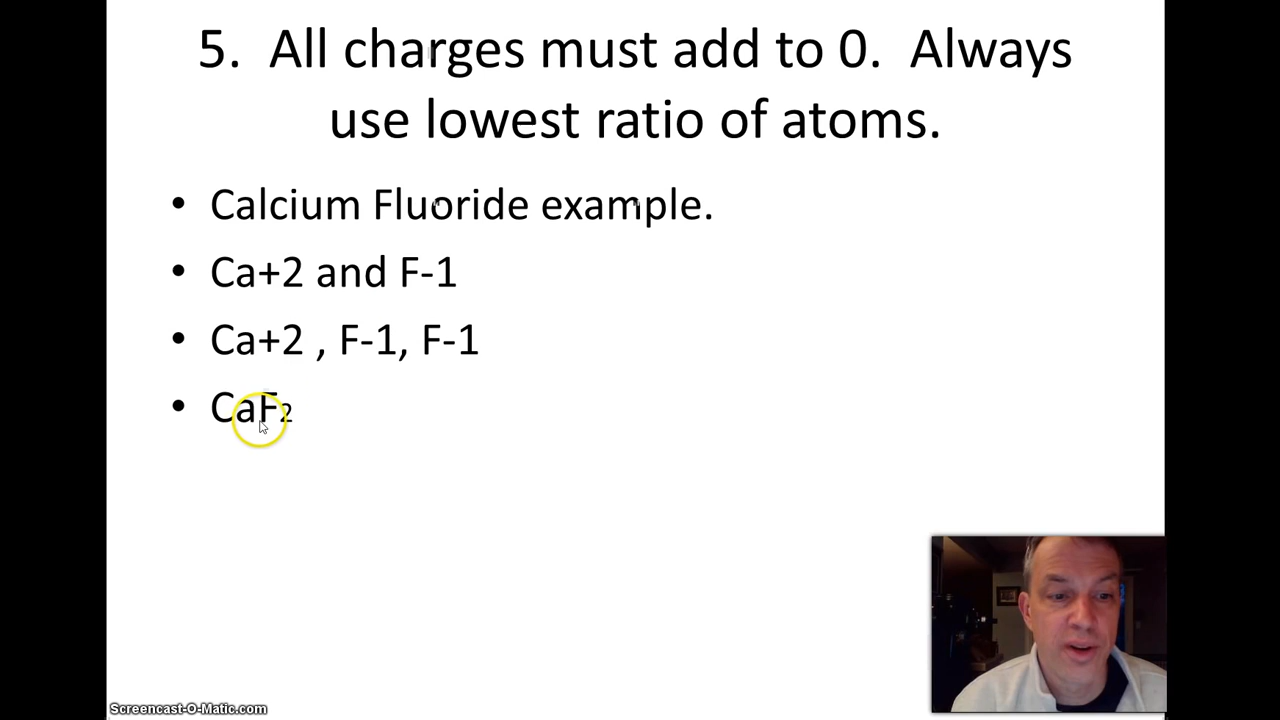 5. All charges must add to 0. Always
use lowest ratio of atoms.
• Calcium Fluoride example.
• Ca+2 and F-1
• Ca+2 , F-1, F-1
• CaF₂
Screencast-O-Matic.com